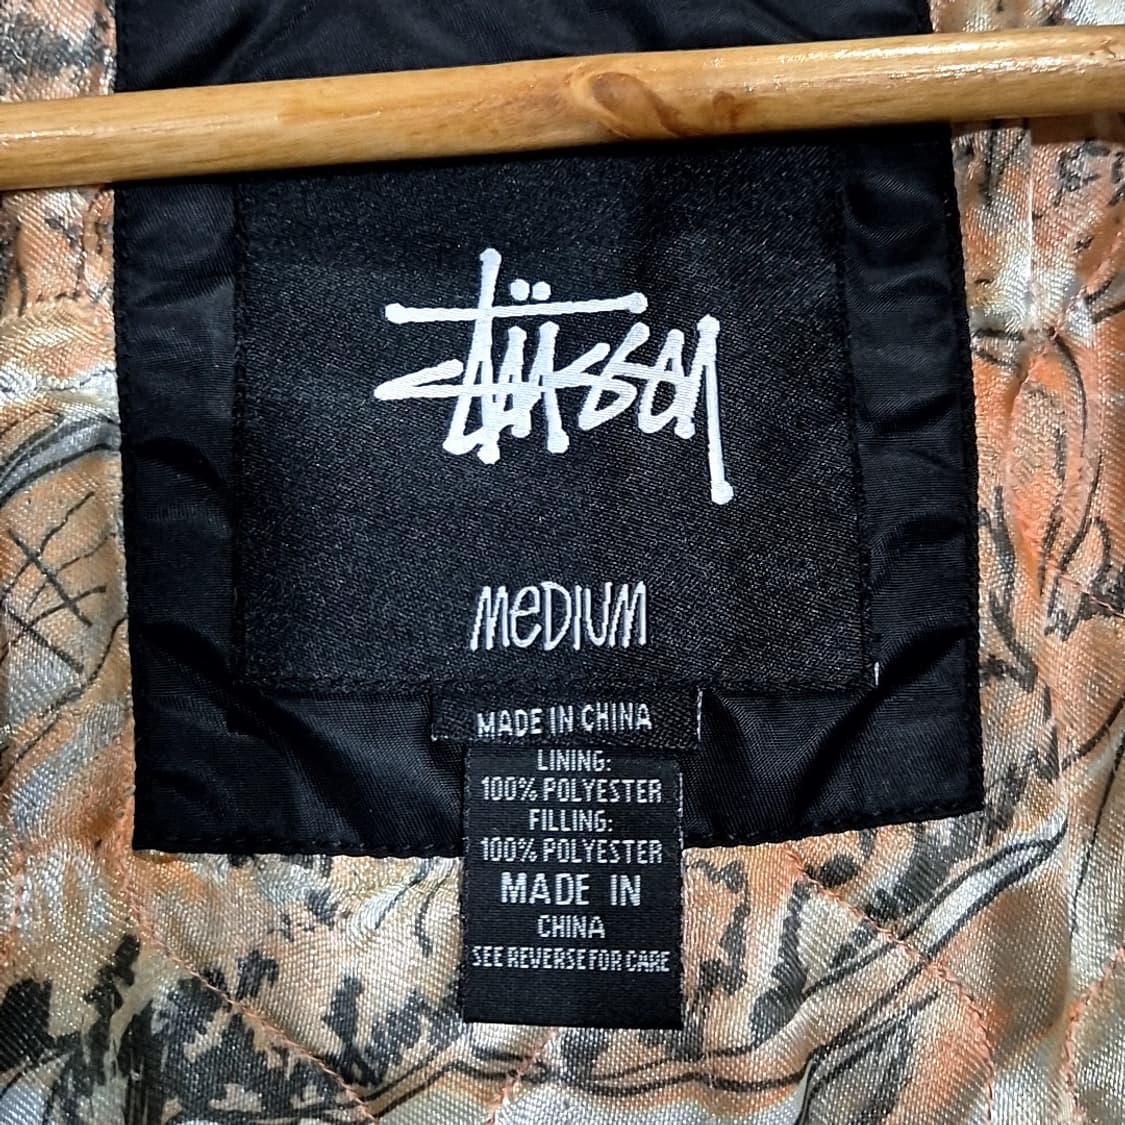 Stüssy
MEDIUM
MADE IN CHINA
LINING:
100% POLYESTER
FILLING:
100% POLYESTER
MADE IN
CHINA
SEE REVERSE FOR CARE